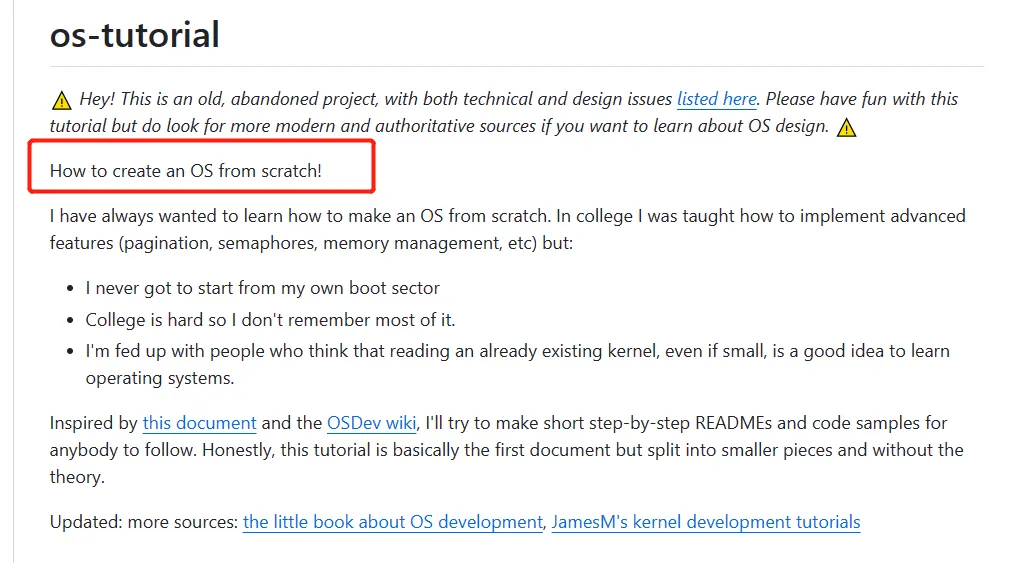 os-tutorial
⚠ Hey! This is an old, abandoned project, with both technical and design issues listed here. Please have fun with this
tutorial but do look for more modern and authoritative sources if you want to learn about OS design. ⚠
How to create an OS from scratch!
I have always wanted to learn how to make an OS from scratch. In college I was taught how to implement advanced
features (pagination, semaphores, memory management, etc) but:
• I never got to start from my own boot sector
• College is hard so I don't remember most of it.
• I'm fed up with people who think that reading an already existing kernel, even if small, is a good idea to learn
operating systems.
Inspired by this document and the OSDev wiki, I'll try to make short step-by-step READMEs and code samples for
anybody to follow. Honestly, this tutorial is basically the first document but split into smaller pieces and without the
theory.
Updated: more sources: the little book about OS development, JamesM's kernel development tutorials